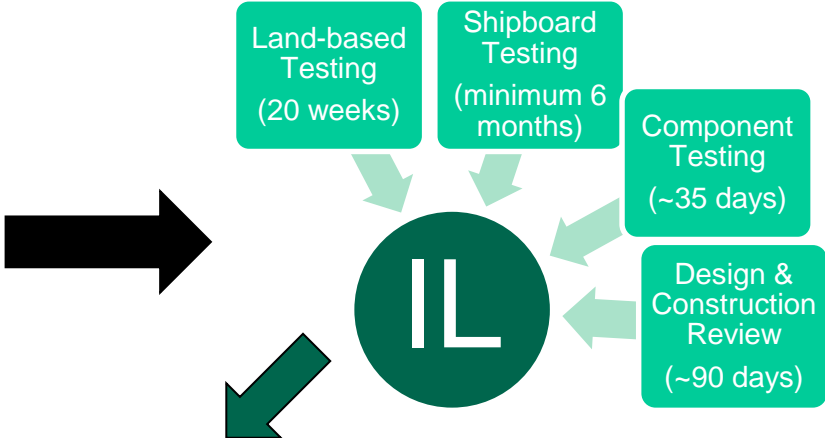 Land-based
Testing
(20 weeks)
Shipboard
Testing
(minimum 6
months)
Component
Testing
(~35 days)
Design &
Construction
Review
(~90 days)
IL